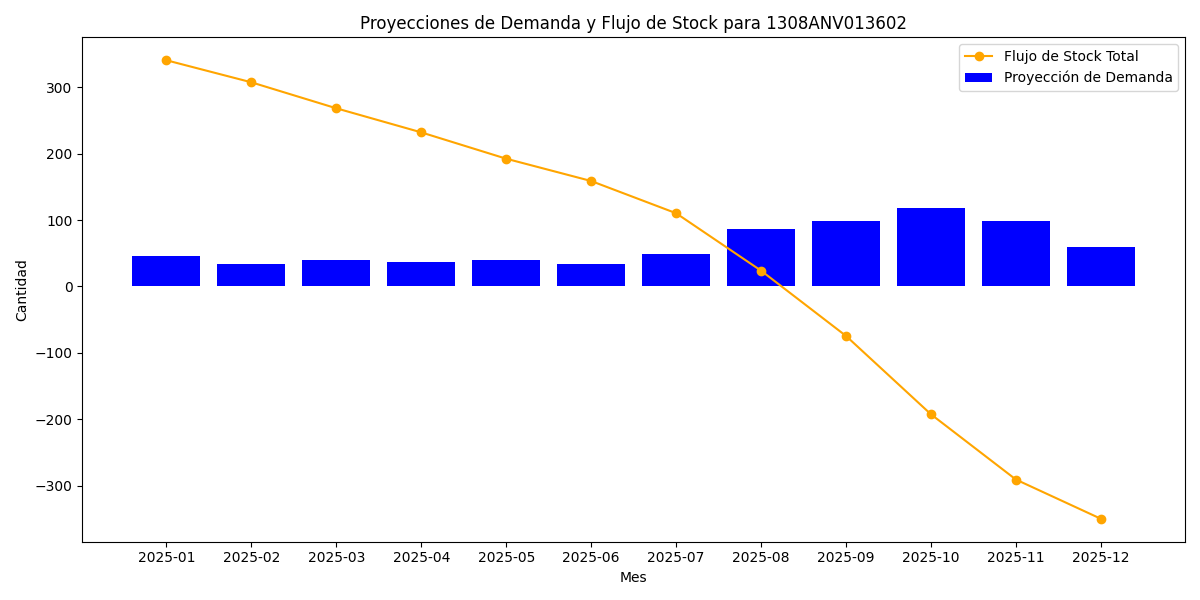 Proyecciones de Demanda y Flujo de Stock para 1308ANV013602
Flujo de Stock Total
Proyección de Demanda
Cantidad
300
200
100
0
−100
−200
−300
2025-01 2025-02 2025-03 2025-04 2025-05 2025-06 2025-07 2025-08 2025-09 2025-10 2025-11 2025-12
Mes